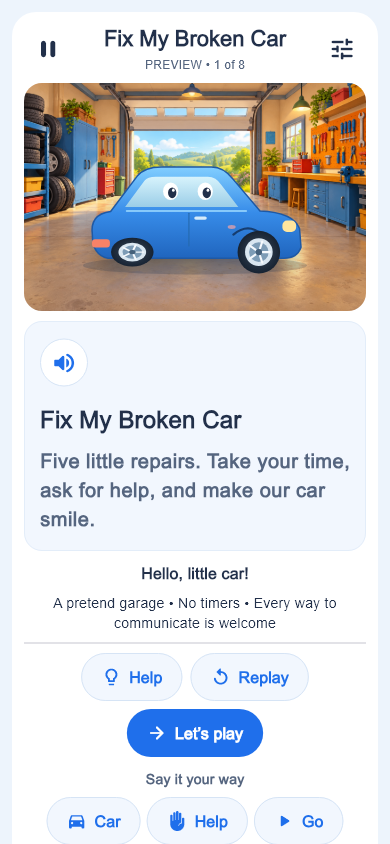 Fix My Broken Car
PREVIEW • 1 of 8
Fix My Broken Car
Five little repairs. Take your time,
ask for help, and make our car
smile.
Hello, little car!
A pretend garage • No timers • Every way to
communicate is welcome
Help
Replay
Let's play
Say it your way
Car
Help
Go